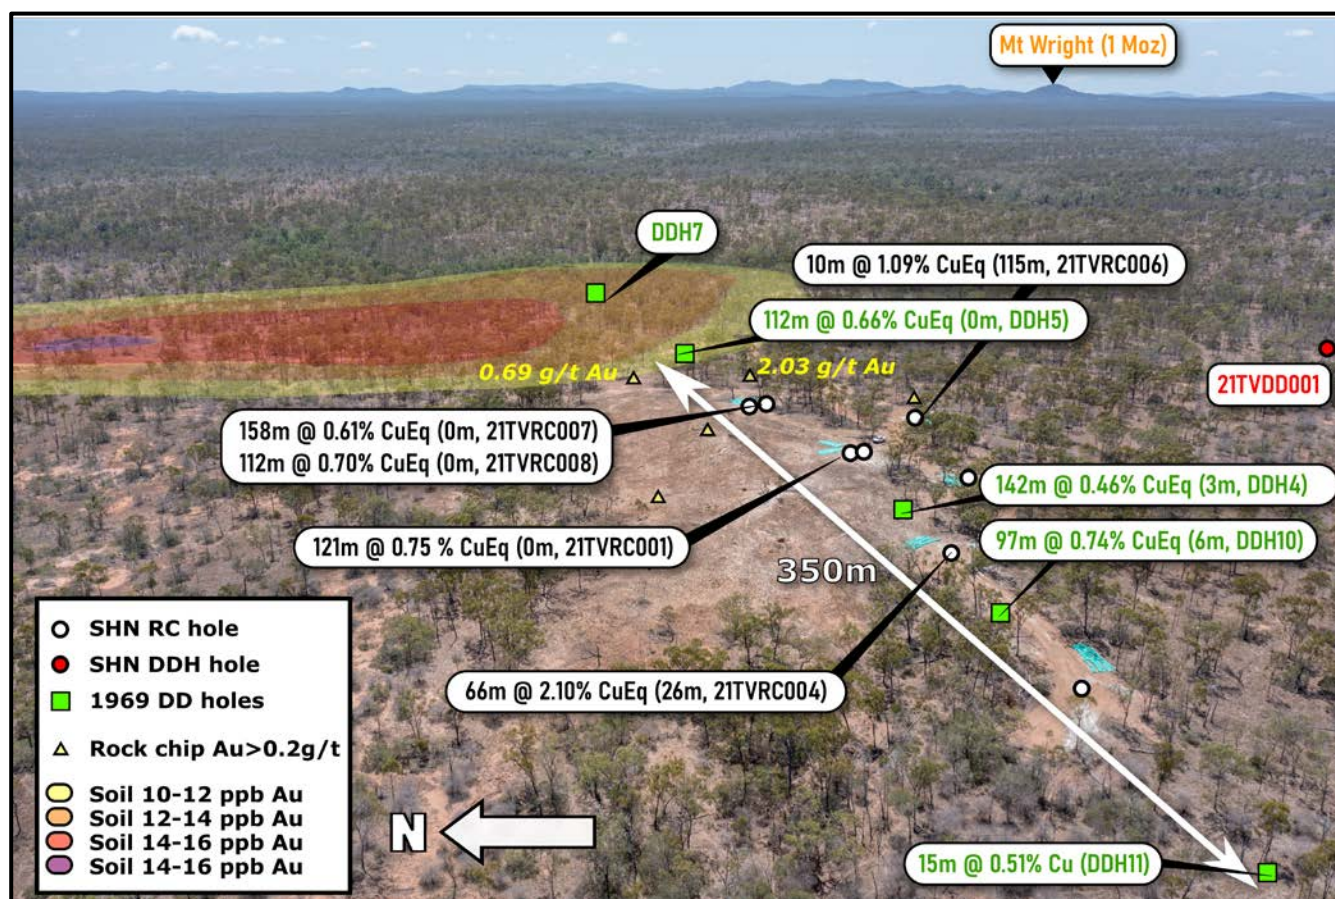 Mt Wright (1 Moz)
DDH7
10m @ 1.09% CuEq (115m, 21TVRC006)
112m @ 0.66% CuEq (0m, DDH5)
0.69 g/t Au
2.03 g/t Au
21TVDD001
158m @ 0.61% CuEq (0m, 21TVRC007)
112m @ 0.70% CuEq (0m, 21TVRC008)
142m @ 0.46% CuEq (3m, DDH4)
121m @ 0.75 % CuEq (0m, 21TVRC001)
97m @ 0.74% CuEq (6m, DDH10)
350m
66m @ 2.10% CuEq (26m, 21TVRC004)
SHN RC hole
SHN DDH hole
1969 DD holes
Rock chip Au>0.2g/t
Soil 10-12 ppb Au
Soil 12-14 ppb Au
Soil 14-16 ppb Au
Soil 14-16 ppb Au
N
15m @ 0.51% Cu (DDH11)